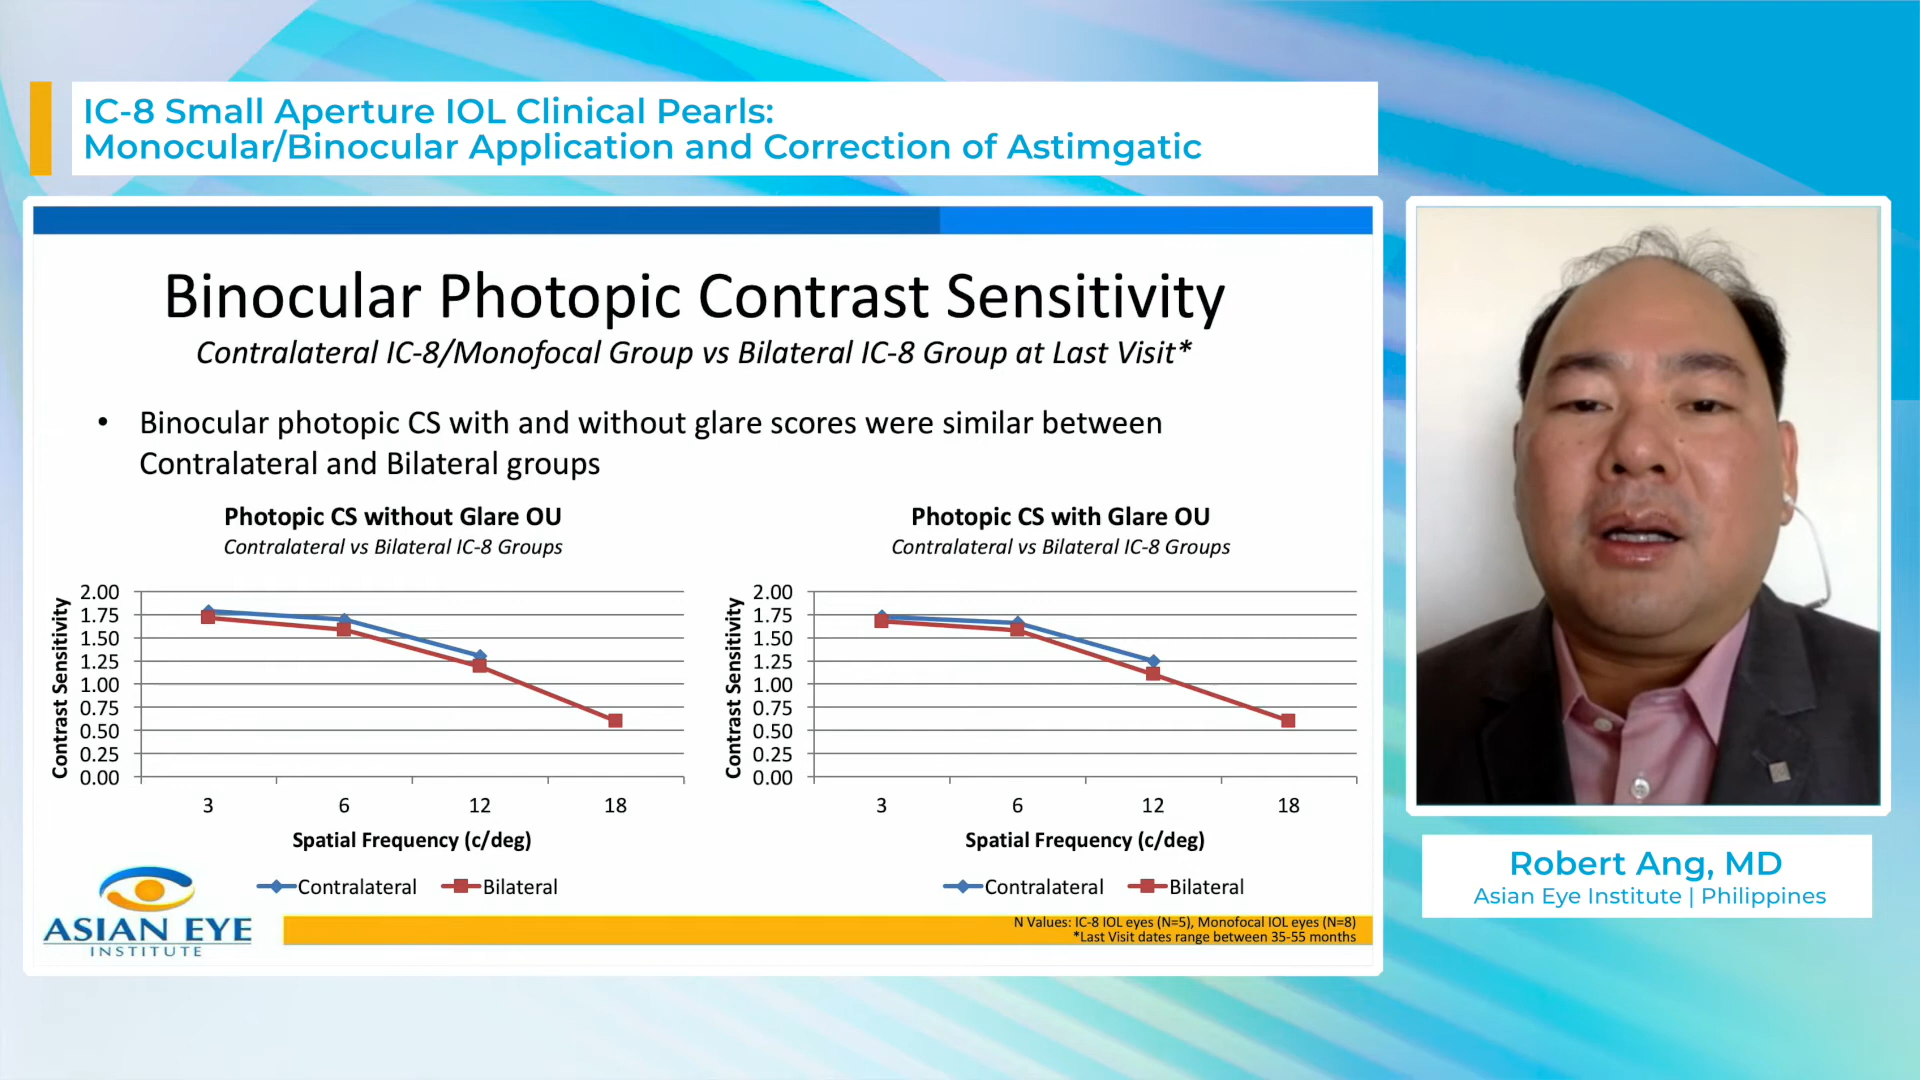 IC-8 Small Aperture IOL Clinical Pearls:
Monocular/Binocular Application and Correction of Astimgatic
Binocular Photopic Contrast Sensitivity
Contralateral IC-8/Monofocal Group vs Bilateral IC-8 Group at Last Visit*
• Binocular photopic CS with and without glare scores were similar between
Contralateral and Bilateral groups
Photopic CS without Glare OU
Contralateral vs Bilateral IC-8 Groups
Contrast Sensitivity
2.00
1.75
1.50
1.25
1.00
0.75
0.50
0.25
0.00
3 6 12 18
Spatial Frequency (c/deg)
Contralateral Bilateral
Photopic CS with Glare OU
Contralateral vs Bilateral IC-8 Groups
Contrast Sensitivity
2.00
1.75
1.50
1.25
1.00
0.75
0.50
0.25
0.00
3 6 12 18
Spatial Frequency (c/deg)
Contralateral Bilateral
ASIAN EYE
INSTITUTE
N Values: IC-8 IOL eyes (N=5), Monofocal IOL eyes (N=8)
*Last Visit dates range between 35-55 months
Robert Ang, MD
Asian Eye Institute | Philippines